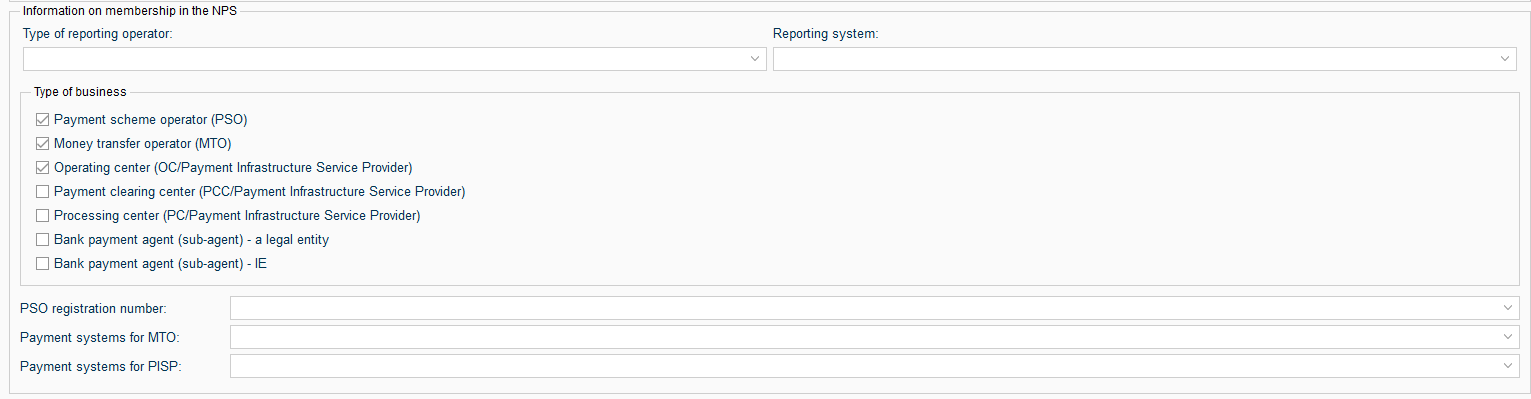 Information on membership in the NPS
Type of reporting operator:
Reporting system:
Type of business
Payment scheme operator (PSO)
Money transfer operator (MTO)
Operating center (OC/Payment Infrastructure Service Provider)
Payment clearing center (PCC/Payment Infrastructure Service Provider)
Processing center (PC/Payment Infrastructure Service Provider)
Bank payment agent (sub-agent) - a legal entity
Bank payment agent (sub-agent) - IE
PSO registration number:
Payment systems for MTO:
Payment systems for PISP: